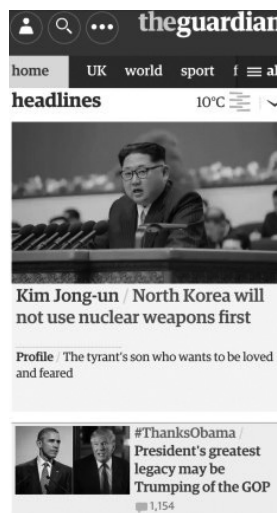 theguardian
home UK world sport f al
headlines 10°C
Kim Jong-un / North Korea will
not use nuclear weapons first
Profile / The tyrant's son who wants to be loved
and feared
#ThanksObama /
President's greatest
legacy may be
Trumping of the GOP
1,154